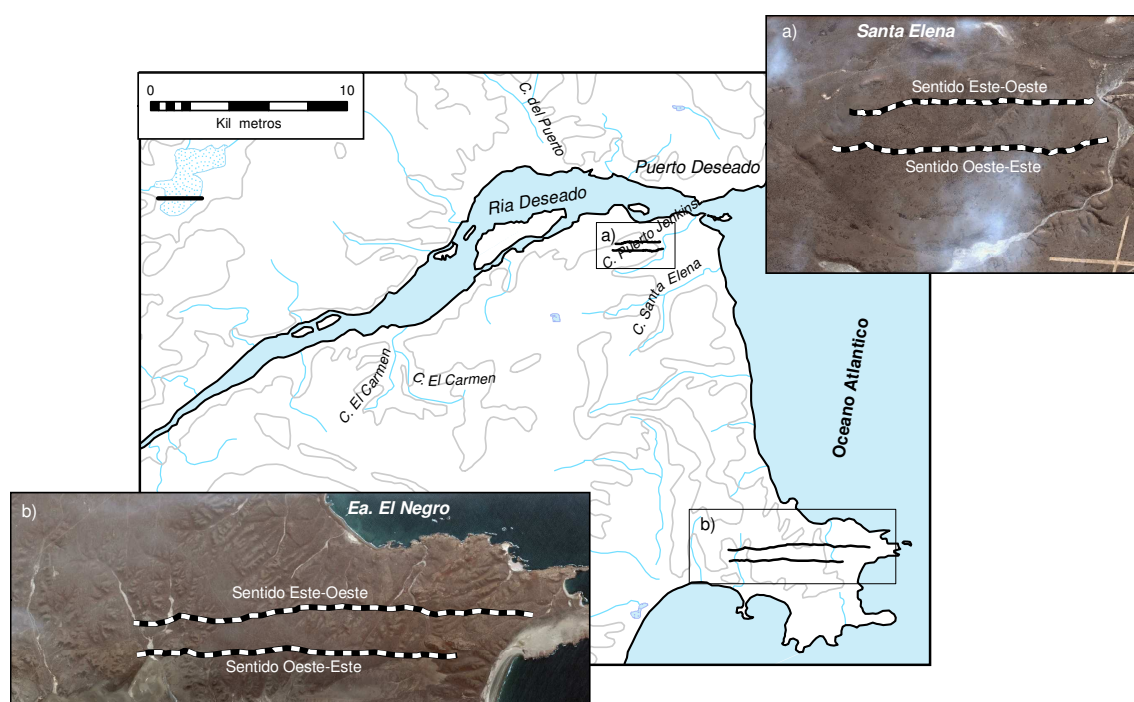 a)
Santa Elena
Sentido Este-Oeste
Sentido Oeste-Este
0 10
Kil metros
C. del Puerto
Puerto Deseado
Ria Deseado
a)
C. Puerto Jenkinst
C. Santa Elena
C. El Carmen
C. El Carmen
Oceano Atlantico
b)
Ea. El Negro
Sentido Este-Oeste
Sentido Oeste-Este
b)